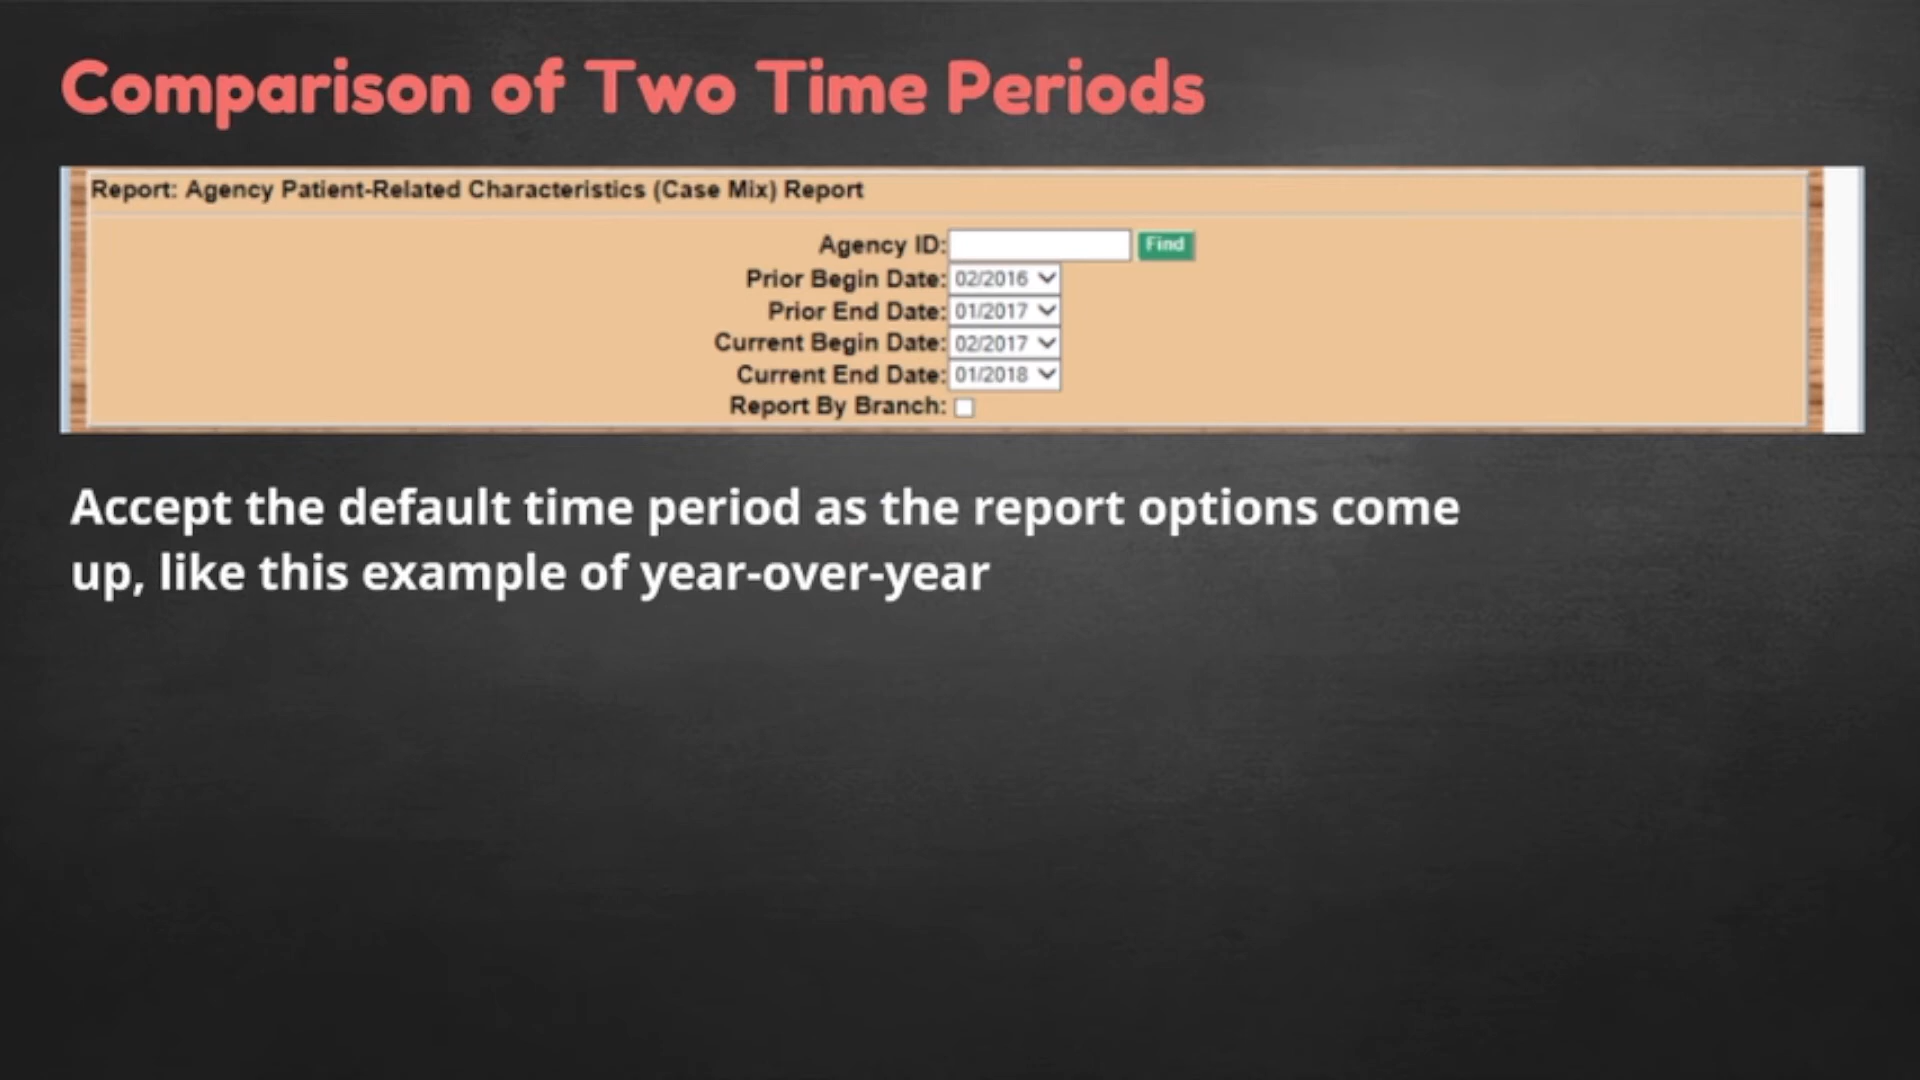 Comparison of Two Time Periods
Report: Agency Patient-Related Characteristics (Case Mix) Report
Agency ID: Find
Prior Begin Date: 02/2016
Prior End Date: 01/2017
Current Begin Date: 02/2017
Current End Date: 01/2018
Report By Branch:
Accept the default time period as the report options come
up, like this example of year-over-year